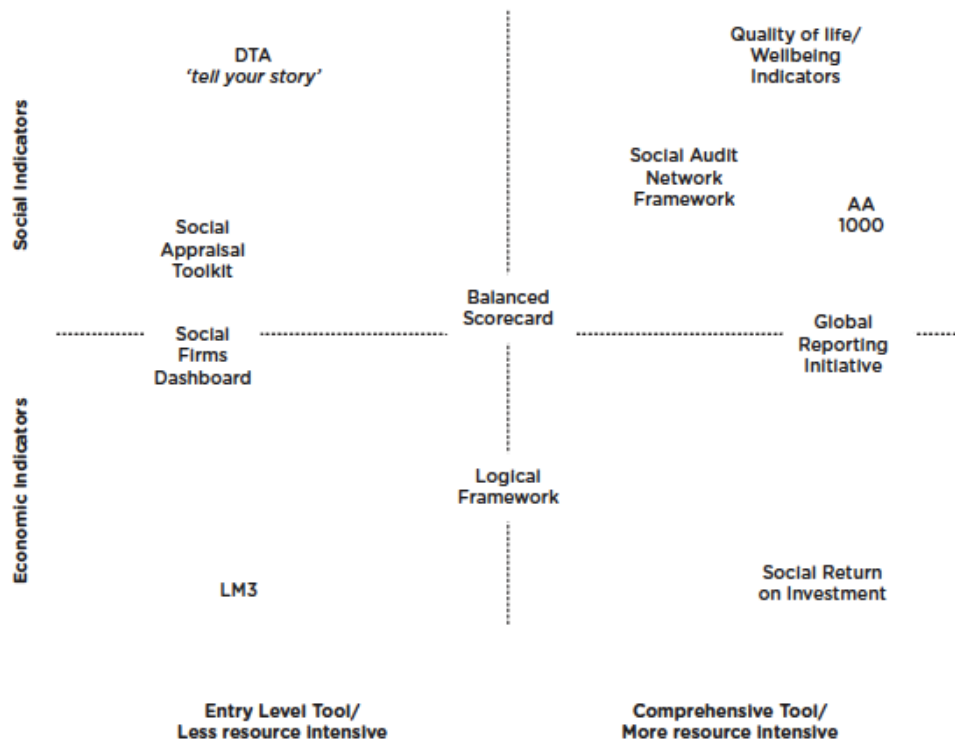 DTA
‘tell your story’
Quality of life/
Wellbeing
Indicators
Social Indicators
Social Audit
Network
Framework
AA
1000
Social
Appraisal
Toolkit
Balanced
Scorecard
Social
Firms
Dashboard
Global
Reporting
Initiative
Economic Indicators
Logical
Framework
LM3
Social Return
on Investment
Entry Level Tool/
Less resource intensive
Comprehensive Tool/
More resource intensive